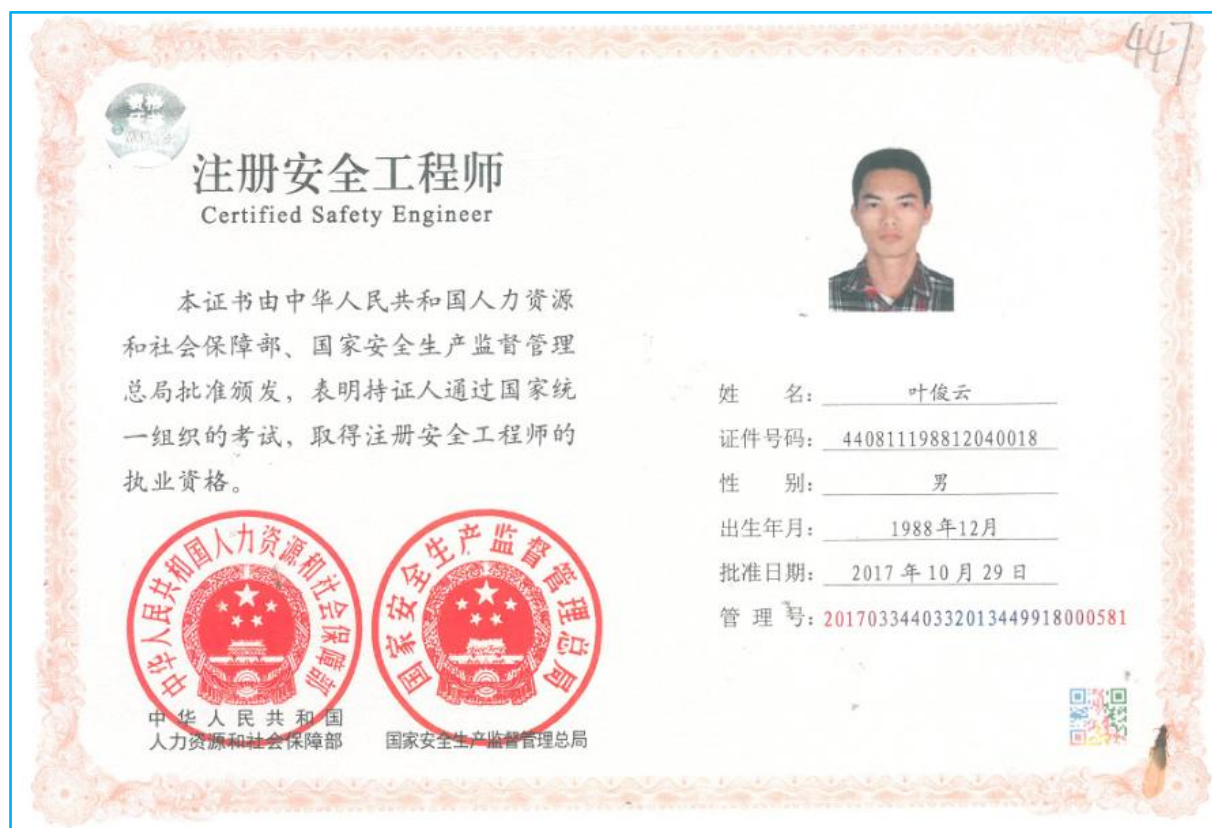 447
资格
证书
注册安全工程师
Certified Safety Engineer
本证书由中华人民共和国人力资源
和社会保障部、国家安全生产监督管理
总局批准颁发，表明持证人通过国家统
一组织的考试，取得注册安全工程师的
执业资格。
姓 名： 叶俊云
证件号码： 440811198812040018
性 别： 男
出生年月： 1988年12月
批准日期： 2017 年 10 月 29 日
管 理 号：2017033440332013449918000581
中华人民共和国人力资源和社会保障部
国家安全生产监督管理总局
中 华 人 民 共 和 国
人力资源和社会保障部
国家安全生产监督管理总局